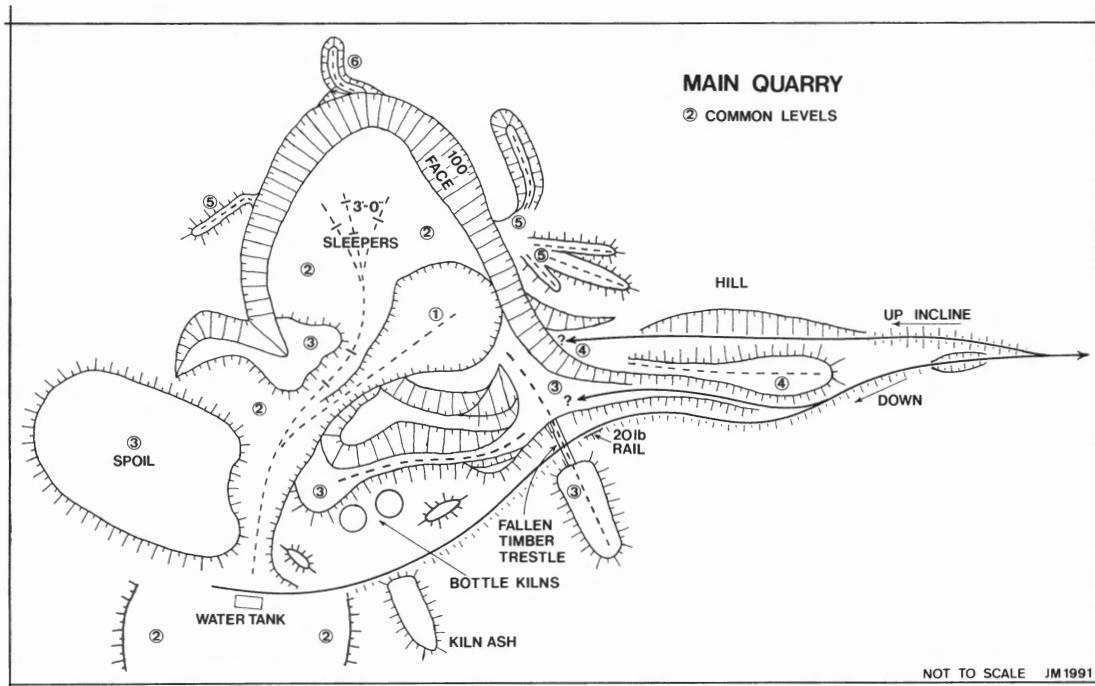 MAIN QUARRY
② COMMON LEVELS
⑥
100'
FACE
⑤
⑤
3'-0"
SLEEPERS
②
②
⑤
HILL
①
UP INCLINE
?
④
③
④
③
?
DOWN
②
20lb
RAIL
③
SPOIL
③
③
FALLEN
TIMBER
TRESTLE
BOTTLE KILNS
WATER TANK
②
②
KILN ASH
NOT TO SCALE JM 1991